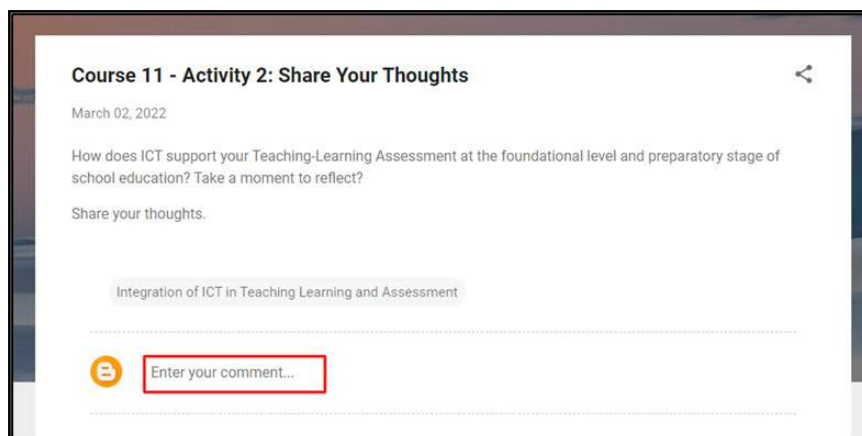 Course 11 - Activity 2: Share Your Thoughts
March 02, 2022
How does ICT support your Teaching-Learning Assessment at the foundational level and preparatory stage of
school education? Take a moment to reflect?
Share your thoughts.
Integration of ICT in Teaching Learning and Assessment
Enter your comment...